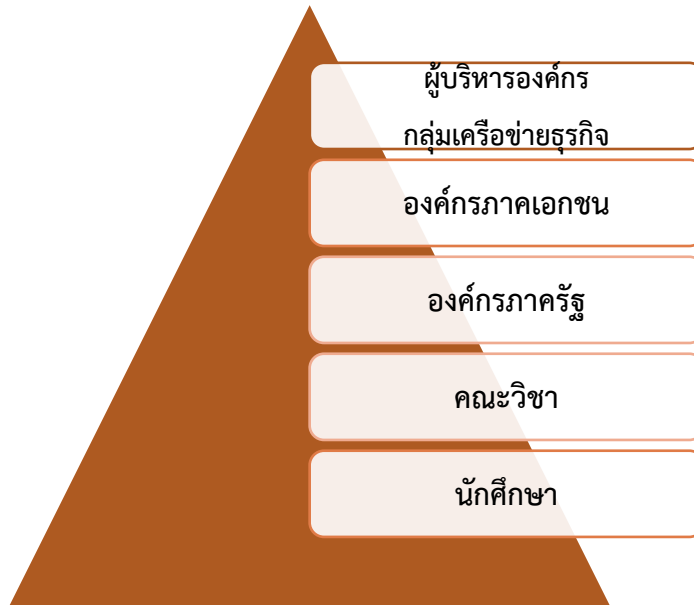 ผู้บริหารองค์กร
กลุ่มเครือข่ายธุรกิจ
องค์กรภาคเอกชน
องค์กรภาครัฐ
คณะวิชา
นักศึกษา